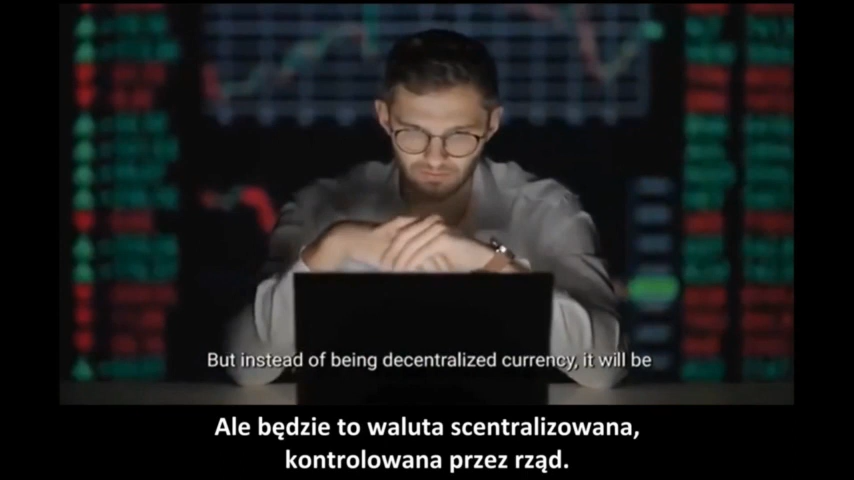 But instead of being decentralized currency, it will be
Ale będzie to waluta scentralizowana,
kontrolowana przez rząd.